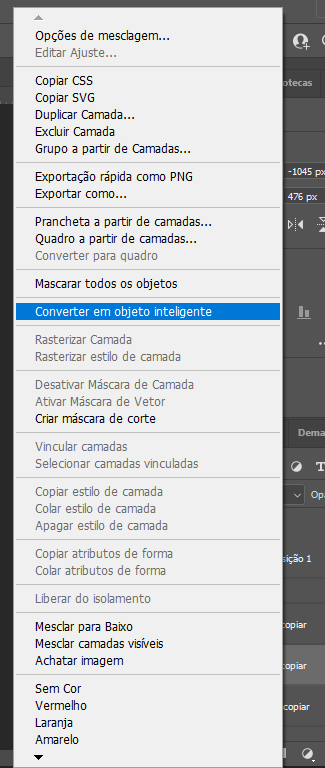 Opções de mesclagem...
Editar Ajuste...
Copiar CSS
Copiar SVG
Duplicar Camada...
Excluir Camada
Grupo a partir de Camadas...
Exportação rápida como PNG
Exportar como...
Prancheta a partir de camadas...
Quadro a partir de camadas...
Converter para quadro
Mascarar todos os objetos
Converter em objeto inteligente
Rasterizar Camada
Rasterizar estilo de camada
Desativar Máscara de Camada
Ativar Máscara de Vetor
Criar máscara de corte
Vincular camadas
Selecionar camadas vinculadas
Copiar estilo de camada
Colar estilo de camada
Apagar estilo de camada
Copiar atributos de forma
Colar atributos de forma
Liberar do isolamento
Mesclar para Baixo
Mesclar camadas visíveis
Achatar imagem
Sem Cor
Vermelho
Laranja
Amarelo
otecas
-1045 px
476 px
Dema
T
Opa
sição 1
copiar
copiar
copiar